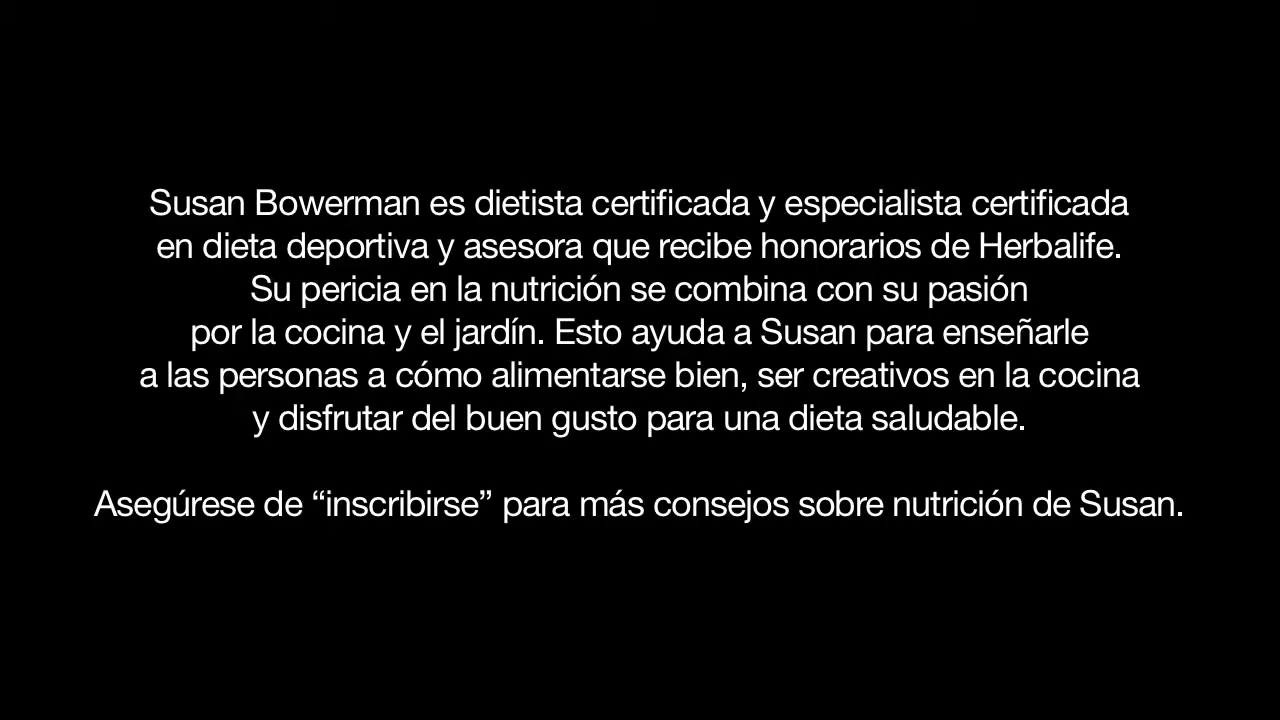 Susan Bowerman es dietista certificada y especialista certificada
en dieta deportiva y asesora que recibe honorarios de Herbalife.
Su pericia en la nutrición se combina con su pasión
por la cocina y el jardín. Esto ayuda a Susan para enseñarle
a las personas a cómo alimentarse bien, ser creativos en la cocina
y disfrutar del buen gusto para una dieta saludable.
Asegúrese de “inscribirse” para más consejos sobre nutrición de Susan.